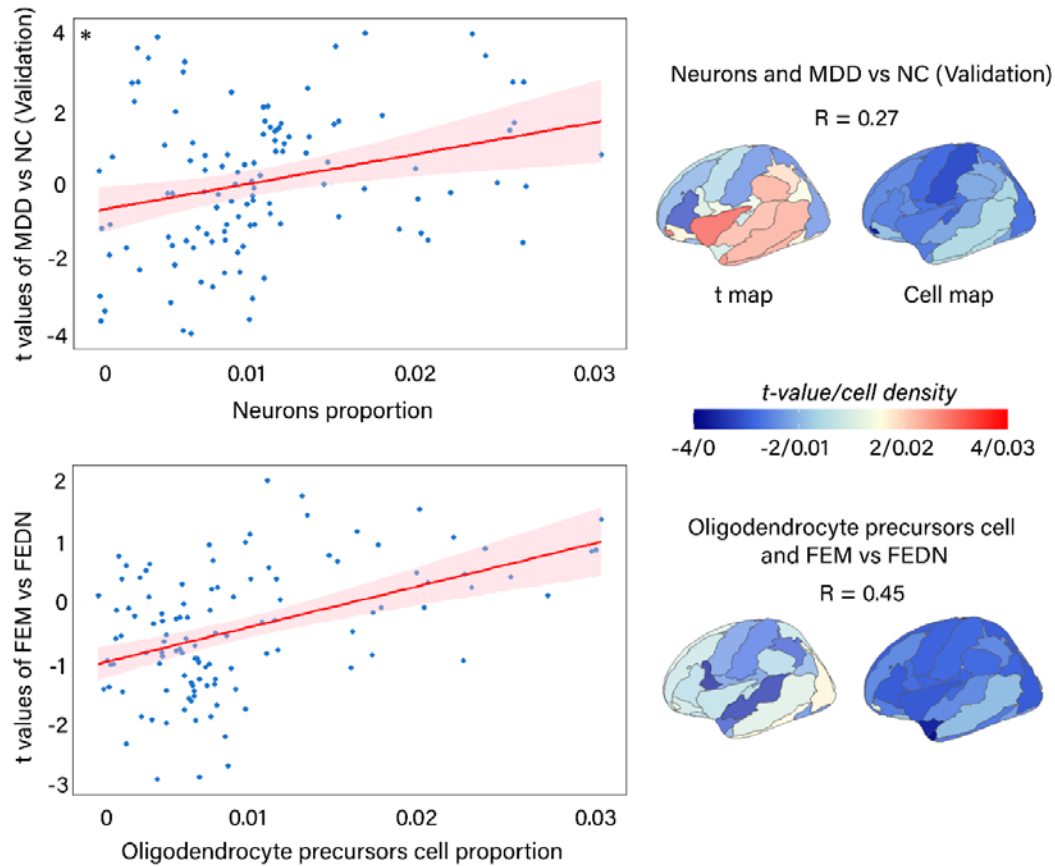 *
4
2
0
-2
-4
t values of MDD vs NC (Validation)
0 0.01 0.02 0.03
Neurons proportion
Neurons and MDD vs NC (Validation)
R = 0.27
t map Cell map
t-value/cell density
-4/0 -2/0.01 2/0.02 4/0.03
2
1
0
-1
-2
-3
t values of FEM vs FEDN
0 0.01 0.02 0.03
Oligodendrocyte precursors cell proportion
Oligodendrocyte precursors cell
and FEM vs FEDN
R = 0.45